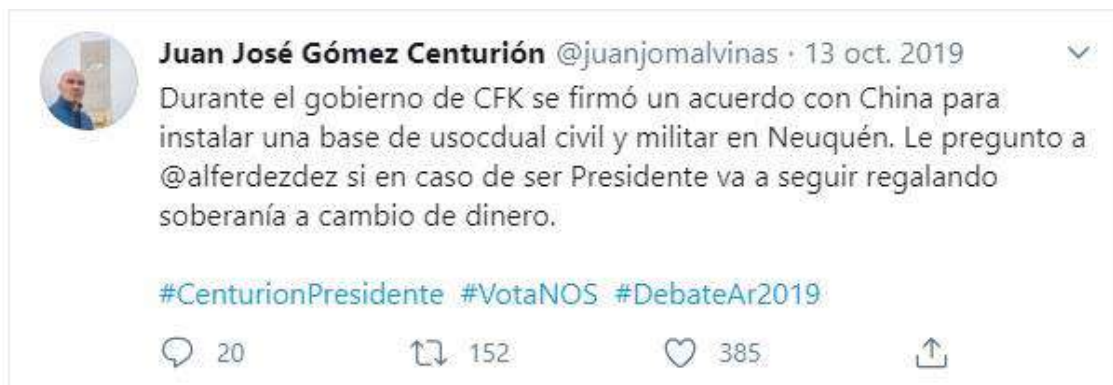 Juan José Gómez Centurión @juanjomalvinas · 13 oct. 2019
Durante el gobierno de CFK se firmó un acuerdo con China para
instalar una base de usocdual civil y militar en Neuquén. Le pregunto a
@alferdezdez si en caso de ser Presidente va a seguir regalando
soberanía a cambio de dinero.
#CenturionPresidente #VotaNOS #DebateAr2019
20 152 385